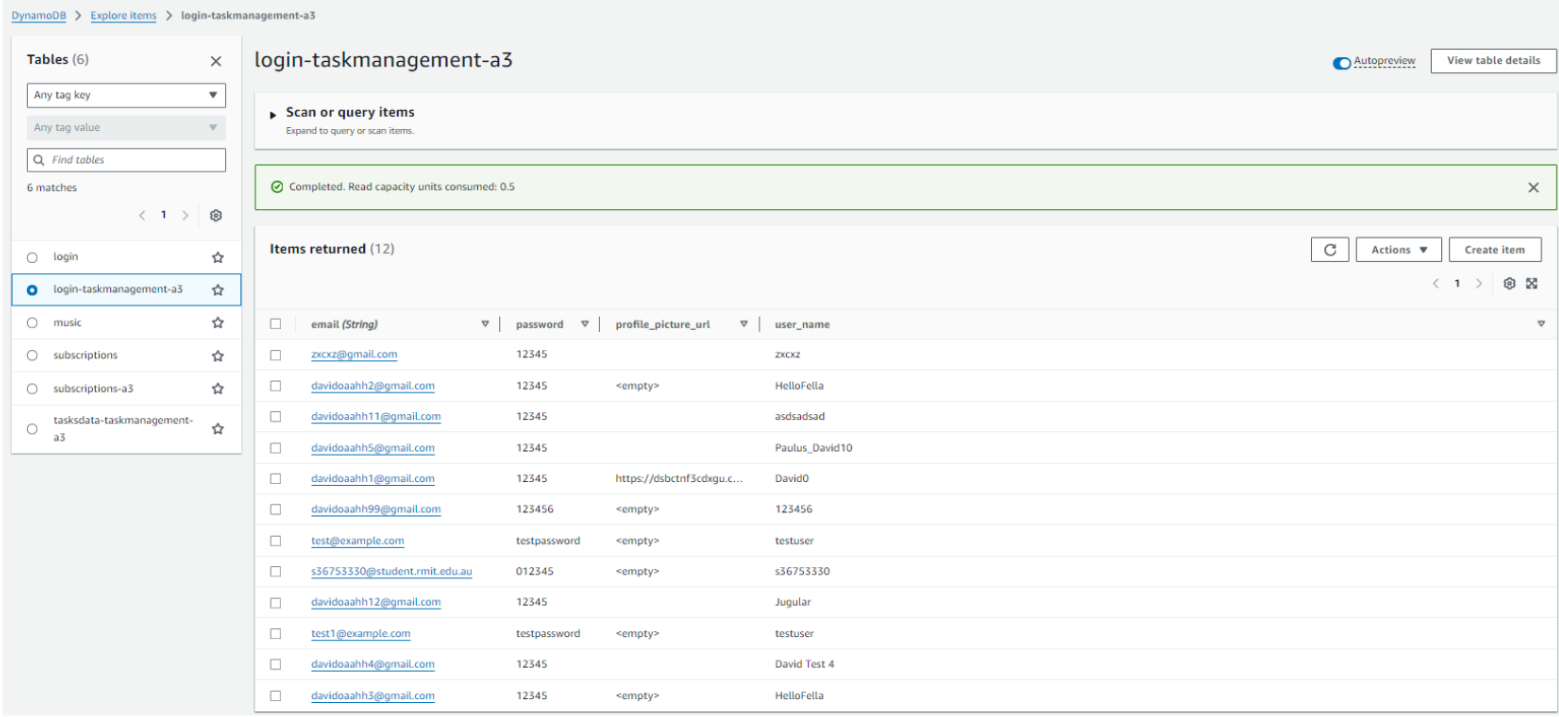 DynamoDB > Explore items > login-taskmanagement-a3
Tables (6)
Any tag key
Any tag value
Find tables
6 matches
1
login
login-taskmanagement-a3
music
subscriptions
subscriptions-a3
tasksdata-taskmanagement-
a3
login-taskmanagement-a3
Autopreview
View table details
Scan or query items
Expand to query or scan items.
Completed. Read capacity units consumed: 0.5
Items returned (12)
Actions
Create item
1
email (String) password profile_picture_url user_name
zxcxz@gmail.com 12345 zxcxz
davidoaahh2@gmail.com 12345 <empty> HelloFella
davidoaahh11@gmail.com 12345 asdsadsad
davidoaahh5@gmail.com 12345 Paulus_David10
davidoaahh1@gmail.com 12345 https://dsbctnf3cdxgu.c... David0
davidoaahh99@gmail.com 123456 <empty> 123456
test@example.com testpassword <empty> testuser
s36753330@student.rmit.edu.au 012345 <empty> s36753330
davidoaahh12@gmail.com 12345 Jugular
test1@example.com testpassword <empty> testuser
davidoaahh4@gmail.com 12345 David Test 4
davidoaahh3@gmail.com 12345 <empty> HelloFella